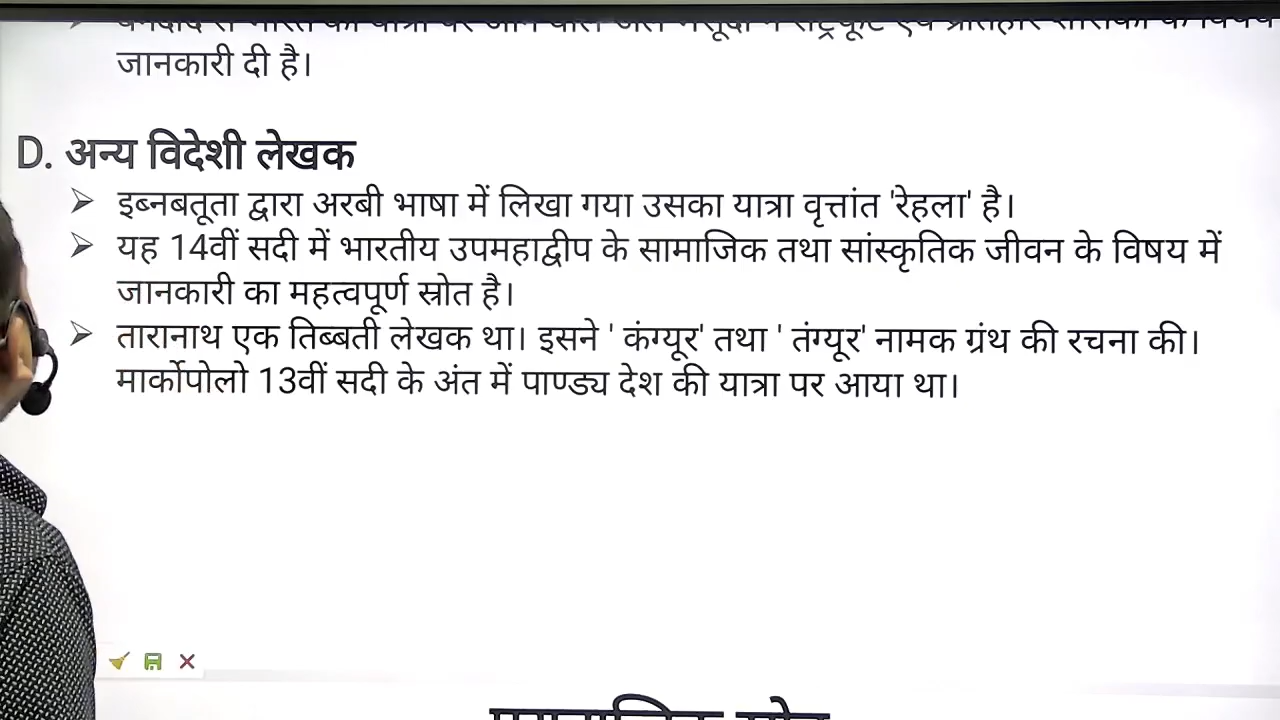 जानकारी दी है।
D. अन्य विदेशी लेखक
➢ इब्नबतूता द्वारा अरबी भाषा में लिखा गया उसका यात्रा वृत्तांत 'रेहला' है।
➢ यह 14वीं सदी में भारतीय उपमहाद्वीप के सामाजिक तथा सांस्कृतिक जीवन के विषय में
जानकारी का महत्वपूर्ण स्रोत है।
➢ तारानाथ एक तिब्बती लेखक था। इसने ' कंग्यूर' तथा ' तंग्यूर' नामक ग्रंथ की रचना की।
मार्कोपोलो 13वीं सदी के अंत में पाण्ड्य देश की यात्रा पर आया था।